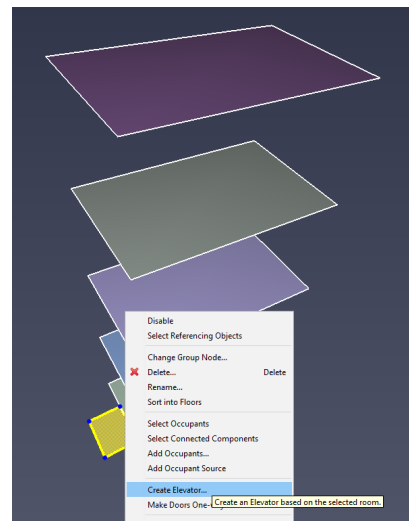 Disable
Select Referencing Objects
Change Group Node...
Delete... Delete
Rename...
Sort into Floors
Select Occupants
Select Connected Components
Add Occupants...
Add Occupant Source
Create Elevator...
Create an Elevator based on the selected room.
Make Doors